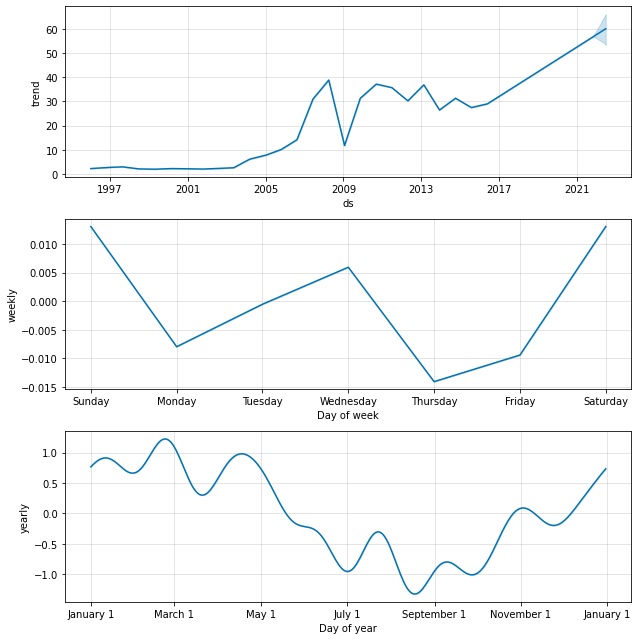 60
50
40
30
20
10
0
trend
1997
2001
2005
2009
2013
2017
2021
ds
0.010
0.005
0.000
−0.005
−0.010
−0.015
weekly
Sunday
Monday
Tuesday
Wednesday
Thursday
Friday
Saturday
Day of week
1.0
0.5
0.0
−0.5
−1.0
yearly
January 1
March 1
May 1
July 1
September 1
November 1
January 1
Day of year